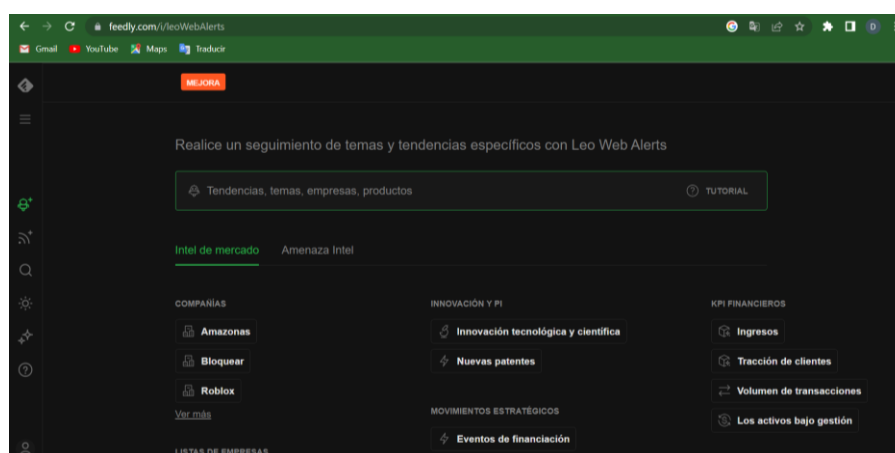 feedly.com/i/leoWebAlerts
D
Gmail YouTube Maps Traducir
MEJORA
Realice un seguimiento de temas y tendencias específicos con Leo Web Alerts
Tendencias, temas, empresas, productos
TUTORIAL
Intel de mercado Amenaza Intel
COMPAÑÍAS
Amazonas
Bloquear
Roblox
Ver más
LISTAS DE EMPRESAS
INNOVACIÓN Y PI
Innovación tecnológica y científica
Nuevas patentes
MOVIMIENTOS ESTRATÉGICOS
Eventos de financiación
KPI FINANCIEROS
Ingresos
Tracción de clientes
Volumen de transacciones
Los activos bajo gestión